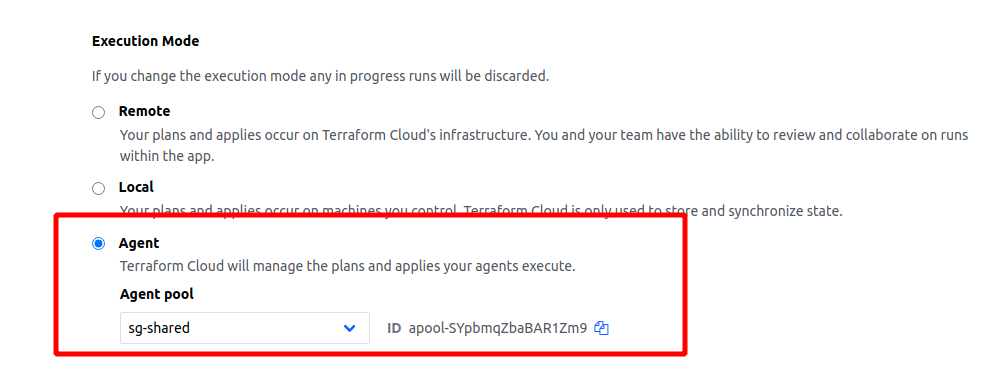 Execution Mode
If you change the execution mode any in progress runs will be discarded.
Remote
Your plans and applies occur on Terraform Cloud's infrastructure. You and your team have the ability to review and collaborate on runs
within the app.
Local
Your plans and applies occur on machines you control. Terraform Cloud is only used to store and synchronize state.
Agent
Terraform Cloud will manage the plans and applies your agents execute.
Agent pool
sg-shared ID apool-SYpbmqZbaBAR1Zm9